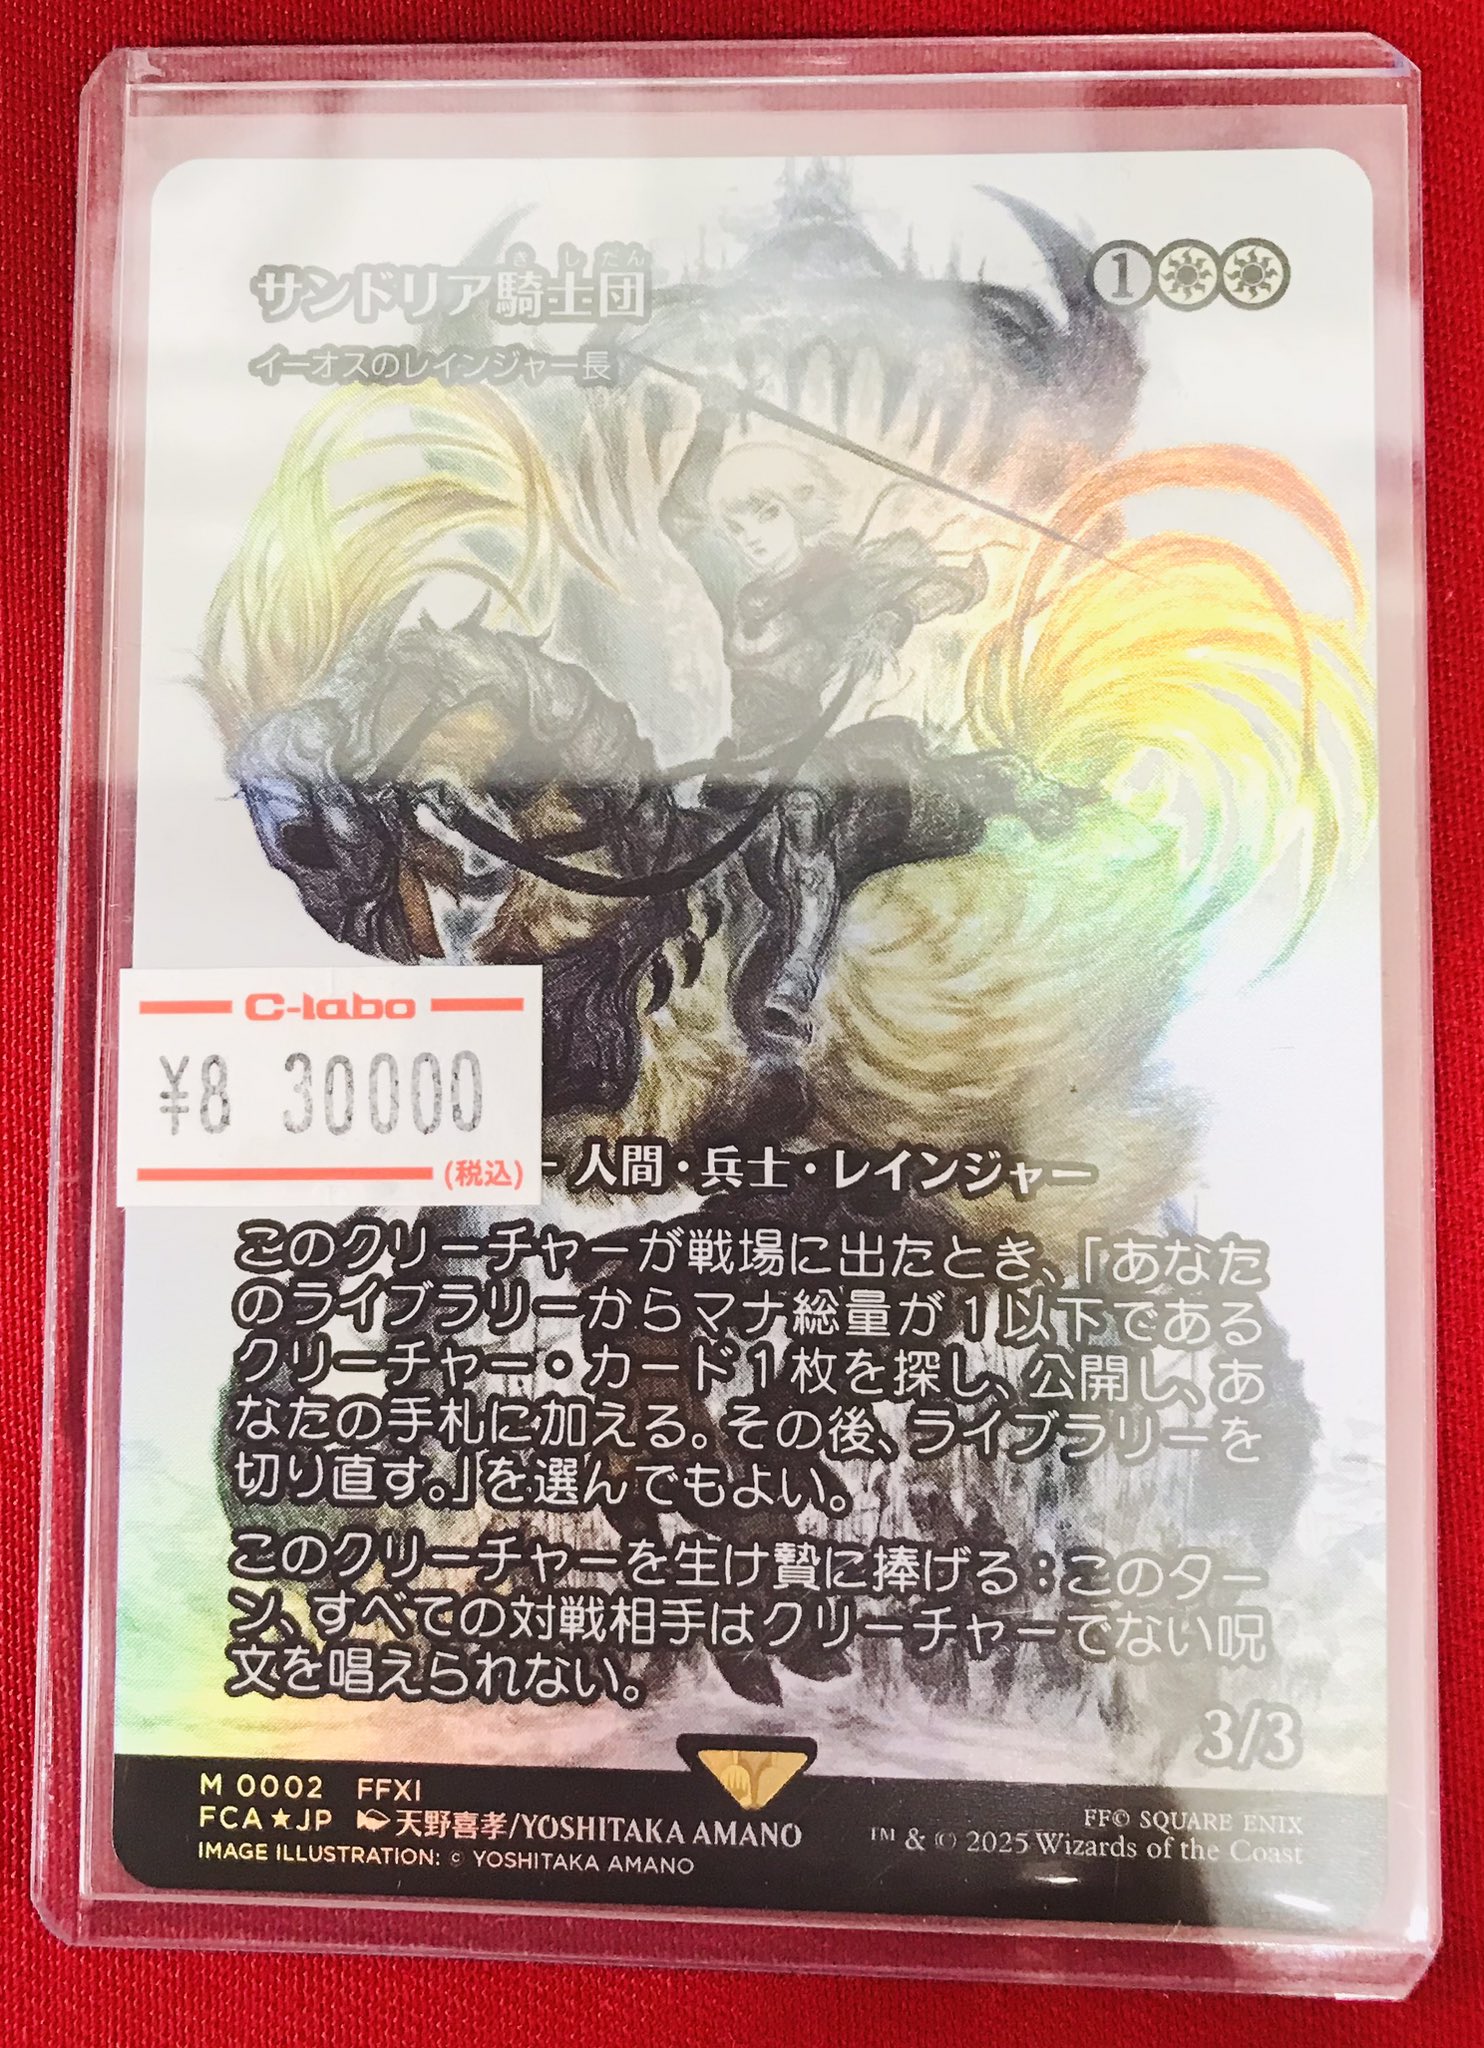 サンドリア騎士団
きしだん
イーオスのレインジャー長
1
C-labo
¥8 30000
(税込)
人間・兵士・レインジャー
このクリーチャーが戦場に出たとき、「あなた
のライブラリーからマナ総量が1以下である
クリーチャー・カード1枚を探し、公開し、あ
なたの手札に加える。その後、ライブラリーを
切り直す。」を選んでもよい。
このクリーチャーを生け贄に捧げる：このター
ン、すべての対戦相手はクリーチャーでない呪
文を唱えられない。
3/3
M 0002 FFXI
FCA★JP 天野喜孝/YOSHITAKA AMANO
IMAGE ILLUSTRATION: © YOSHITAKA AMANO
FF© SQUARE ENIX
™ & © 2025 Wizards of the Coast